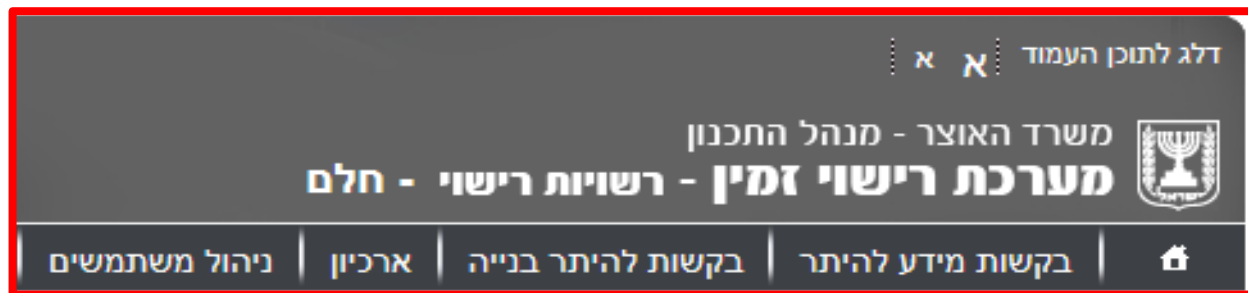 דלג לתוכן העמוד א א
משרד האוצר - מנהל התכנון
מערכת רישוי זמין - רשויות רישוי - חלם
בקשות מידע להיתר | בקשות להיתר בנייה | ארכיון | ניהול משתמשים